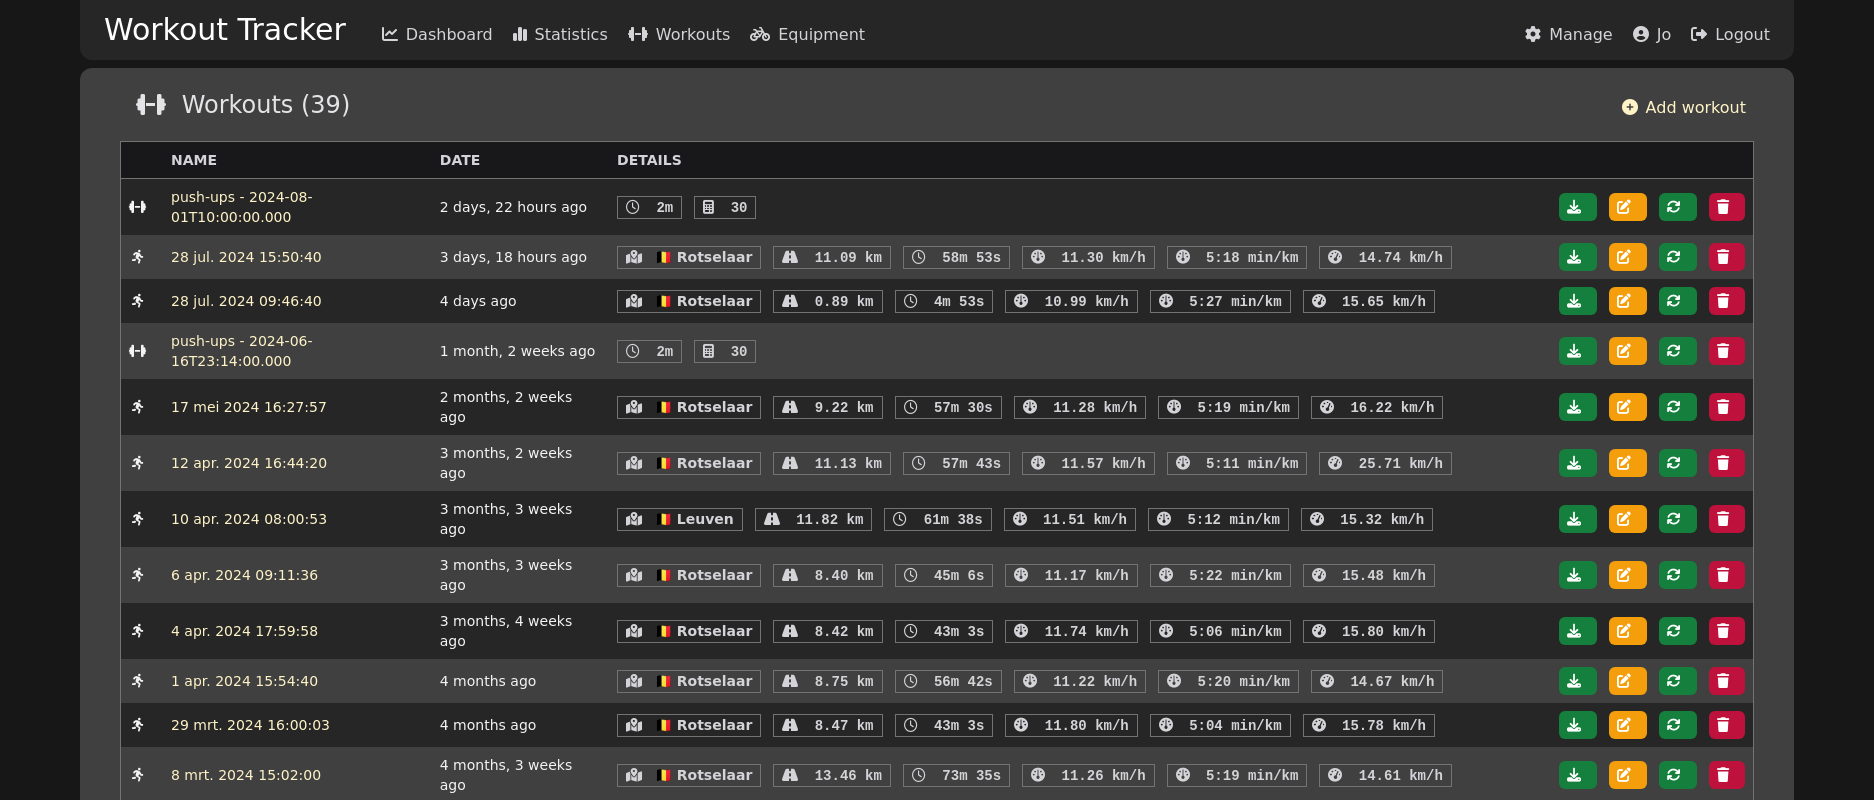 Workout Tracker Dashboard Statistics Workouts Equipment Manage Jo Logout
Workouts (39) Add workout
NAME DATE DETAILS
push-ups - 2024-08-
01T10:00:00.000 2 days, 22 hours ago 2m 30
28 jul. 2024 15:50:40 3 days, 18 hours ago Rotselaar 11.09 km 58m 53s 11.30 km/h 5:18 min/km 14.74 km/h
28 jul. 2024 09:46:40 4 days ago Rotselaar 0.89 km 4m 53s 10.99 km/h 5:27 min/km 15.65 km/h
push-ups - 2024-06-
16T23:14:00.000 1 month, 2 weeks ago 2m 30
17 mei 2024 16:27:57 2 months, 2 weeks
ago Rotselaar 9.22 km 57m 30s 11.28 km/h 5:19 min/km 16.22 km/h
12 apr. 2024 16:44:20 3 months, 2 weeks
ago Rotselaar 11.13 km 57m 43s 11.57 km/h 5:11 min/km 25.71 km/h
10 apr. 2024 08:00:53 3 months, 3 weeks
ago Leuven 11.82 km 61m 38s 11.51 km/h 5:12 min/km 15.32 km/h
6 apr. 2024 09:11:36 3 months, 3 weeks
ago Rotselaar 8.40 km 45m 6s 11.17 km/h 5:22 min/km 15.48 km/h
4 apr. 2024 17:59:58 3 months, 4 weeks
ago Rotselaar 8.42 km 43m 3s 11.74 km/h 5:06 min/km 15.80 km/h
1 apr. 2024 15:54:40 4 months ago Rotselaar 8.75 km 56m 42s 11.22 km/h 5:20 min/km 14.67 km/h
29 mrt. 2024 16:00:03 4 months ago Rotselaar 8.47 km 43m 3s 11.80 km/h 5:04 min/km 15.78 km/h
8 mrt. 2024 15:02:00 4 months, 3 weeks
ago Rotselaar 13.46 km 73m 35s 11.26 km/h 5:19 min/km 14.61 km/h